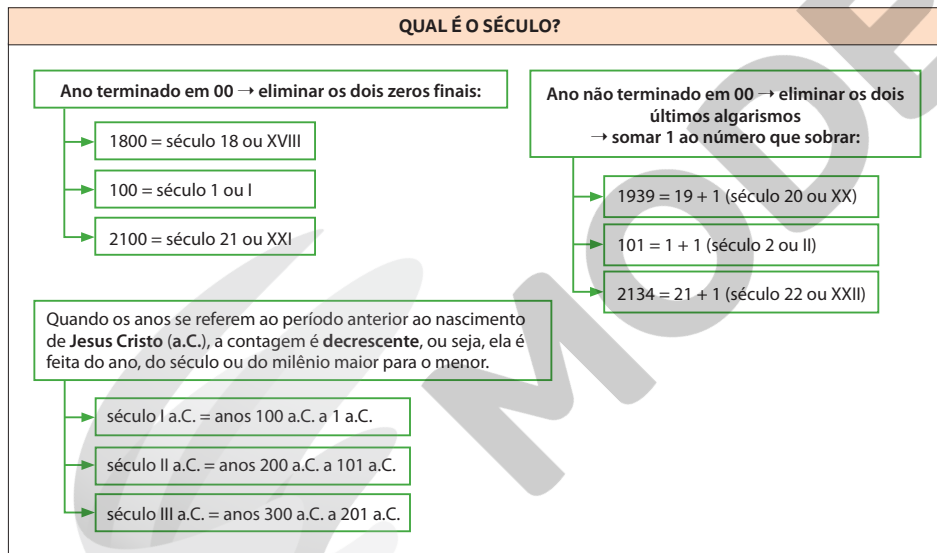 QUAL É O SÉCULO?
Ano terminado em 00 → eliminar os dois zeros finais:
1800 = século 18 ou XVIII
100 = século 1 ou I
2100 = século 21 ou XXI
Ano não terminado em 00 → eliminar os dois
últimos algarismos
→ somar 1 ao número que sobrar:
1939 = 19 + 1 (século 20 ou XX)
101 = 1 + 1 (século 2 ou II)
2134 = 21 + 1 (século 22 ou XXII)
Quando os anos se referem ao período anterior ao nascimento
de Jesus Cristo (a.C.), a contagem é decrescente, ou seja, ela é
feita do ano, do século ou do milênio maior para o menor.
século I a.C. = anos 100 a.C. a 1 a.C.
século II a.C. = anos 200 a.C. a 101 a.C.
século III a.C. = anos 300 a.C. a 201 a.C.
MODE